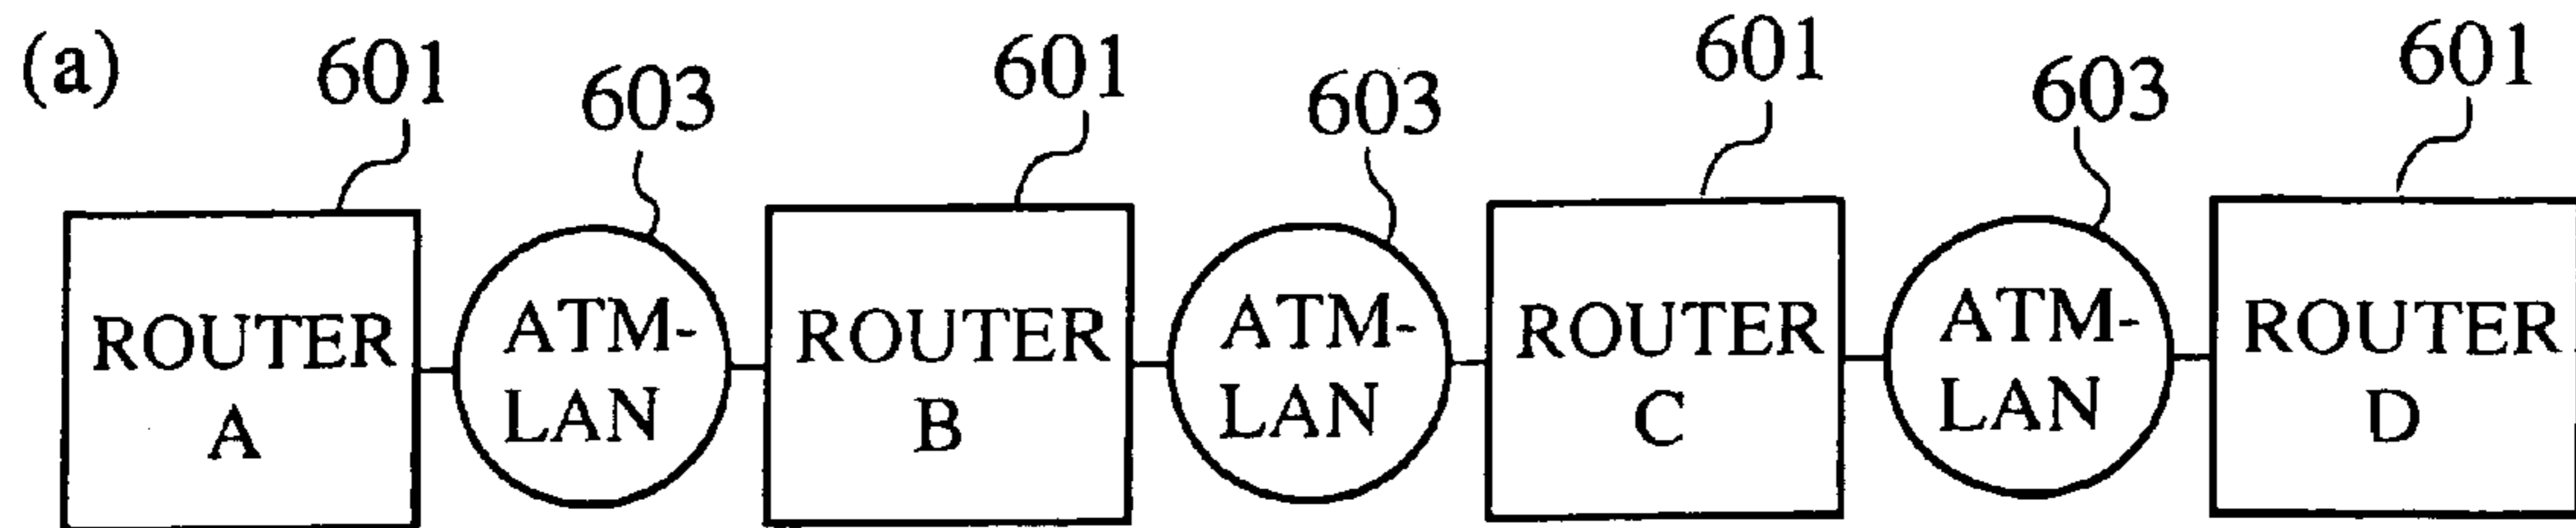 (a) 601 603 601 603 601 603 601
ROUTER ATM- ROUTER ATM- ROUTER ATM- ROUTER
A LAN B LAN C LAN D